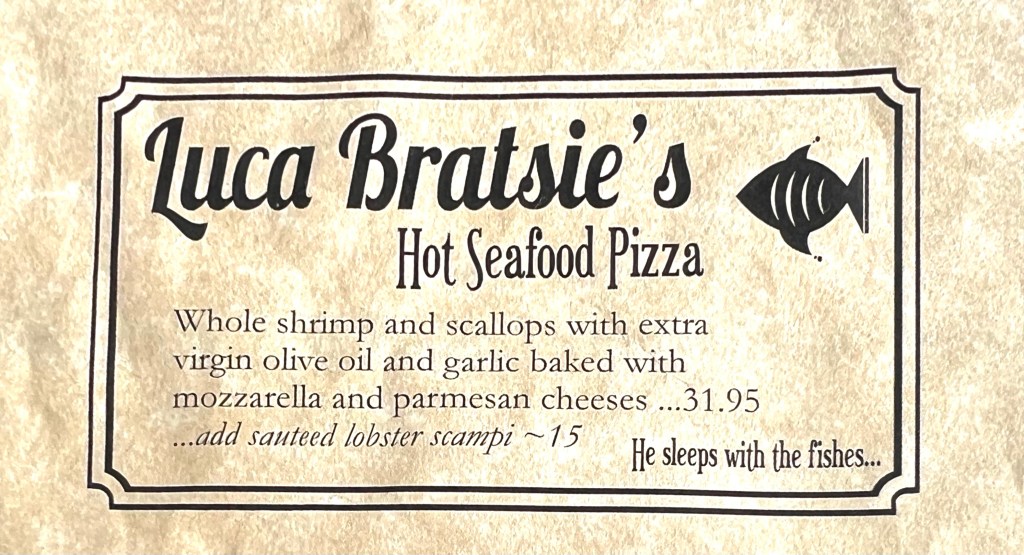 Luca Bratsie's
Hot Seafood Pizza
Whole shrimp and scallops with extra
virgin olive oil and garlic baked with
mozzarella and parmesan cheeses ...31.95
...add sauteed lobster scampi ~15
He sleeps with the fishes...